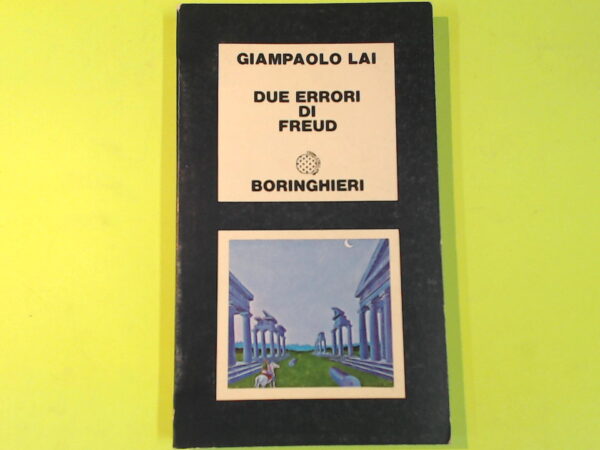 GIAMPAOLO LAI
DUE ERRORI
DI
FREUD
BORINGHIERI